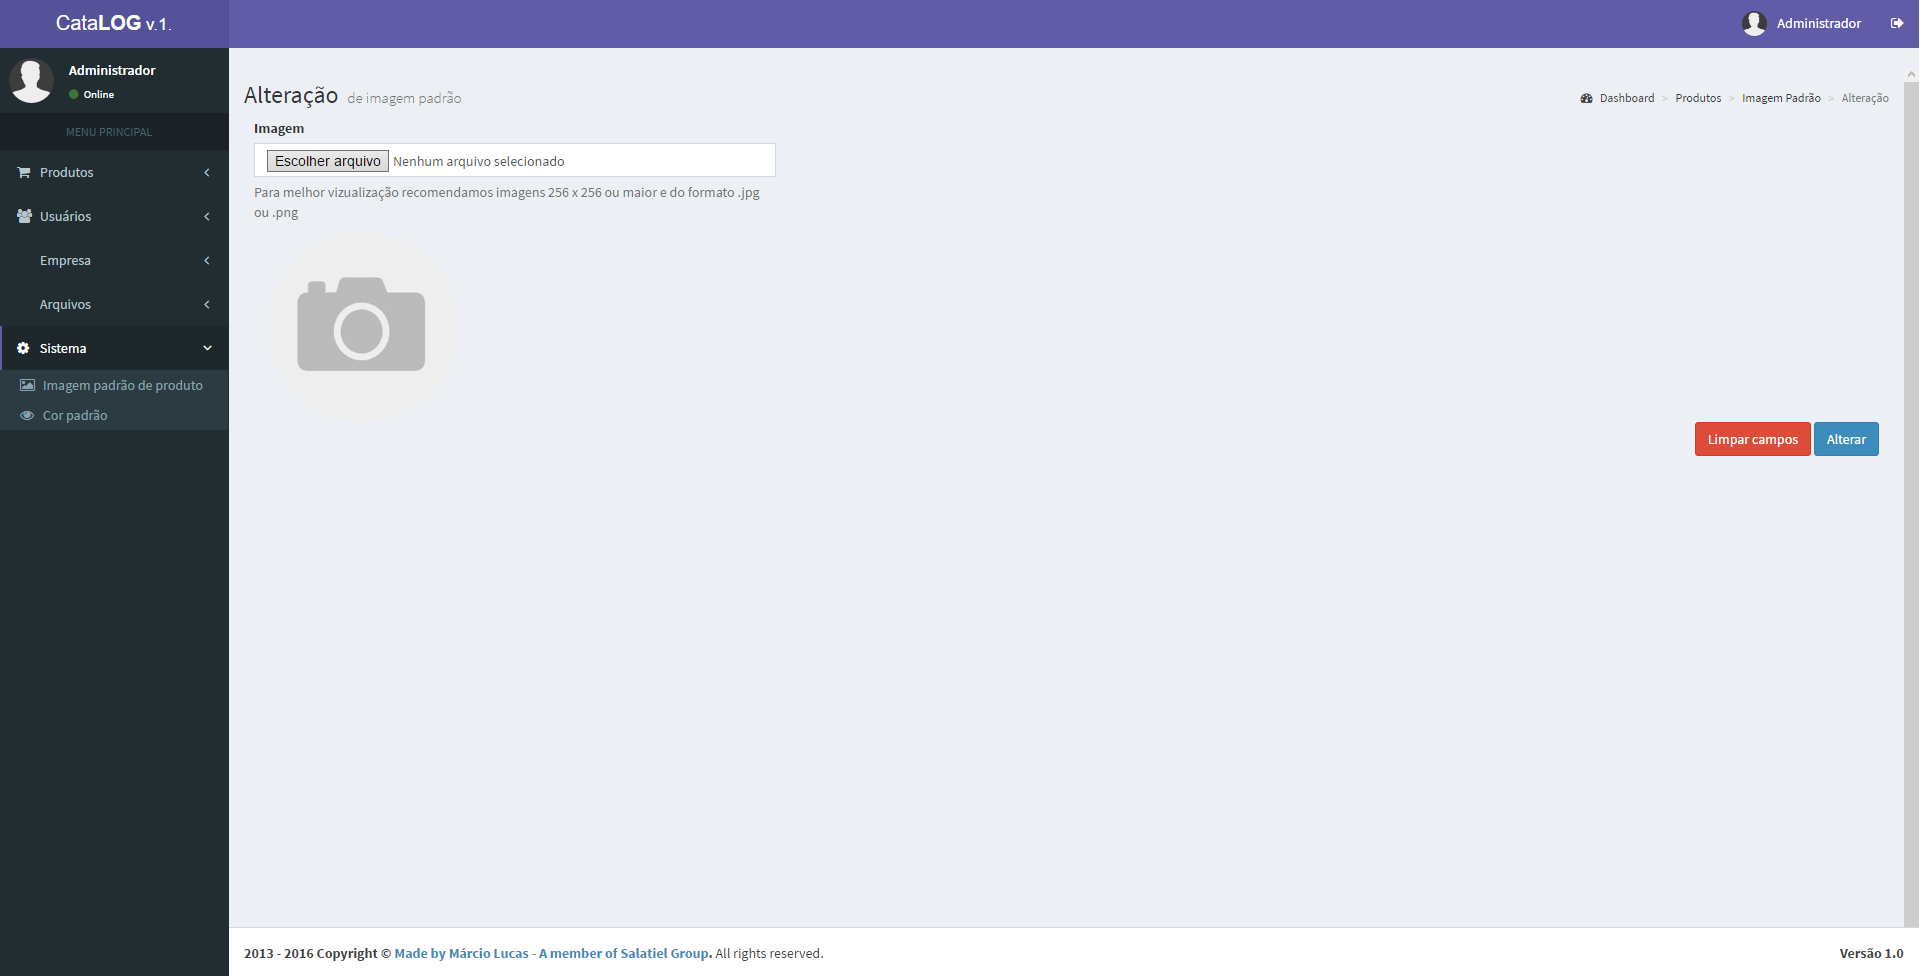 CataLOG v.1.
Administrador
Administrador
Online
MENU PRINCIPAL
Produtos
Usuários
Empresa
Arquivos
Sistema
Imagem padrão de produto
Cor padrão
Alteração de imagem padrão
Dashboard > Produtos > Imagem Padrão > Alteração
Imagem
Escolher arquivo Nenhum arquivo selecionado
Para melhor vizualização recomendamos imagens 256 x 256 ou maior e do formato .jpg
ou .png
Limpar campos Alterar
2013 - 2016 Copyright © Made by Márcio Lucas - A member of Salatiel Group. All rights reserved.
Versão 1.0